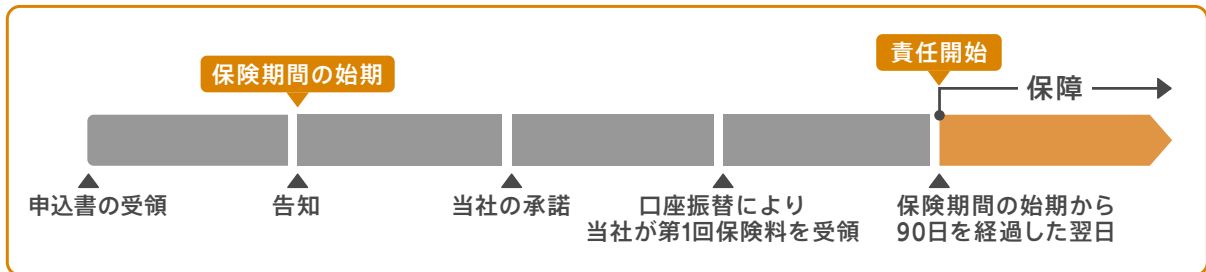 責任開始
保険期間の始期
保障
申込書の受領
告知
当社の承諾
口座振替により
当社が第1回保険料を受領
保険期間の始期から
90日を経過した翌日